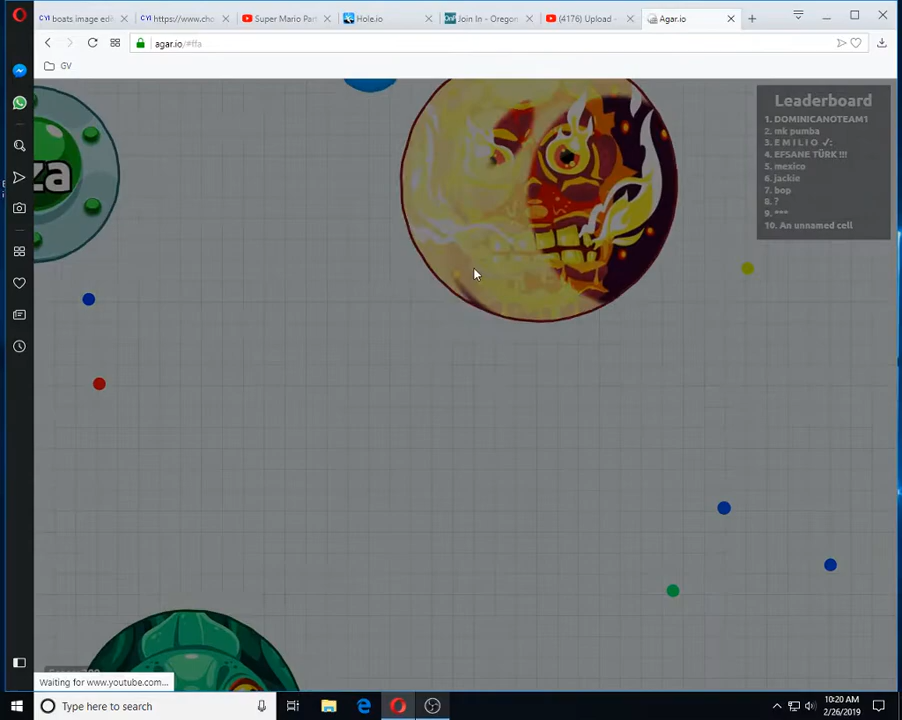 boats image edi
https://www.cho
Super Mario Part
Hole.io
Join In - Oregon
(4176) Upload -
Agar.io
agar.io/#ffa
GV
Leaderboard
1. DOMINICANOTEAM1
2. mk pumba
3. E M I L I O √:
4. EFSANE TÜRK !!!
5. mexico
6. jackie
7. bop
8. ?
9. ***
10. An unnamed cell
za
Waiting for www.youtube.com...
Type here to search
10:20 AM
2/26/2019